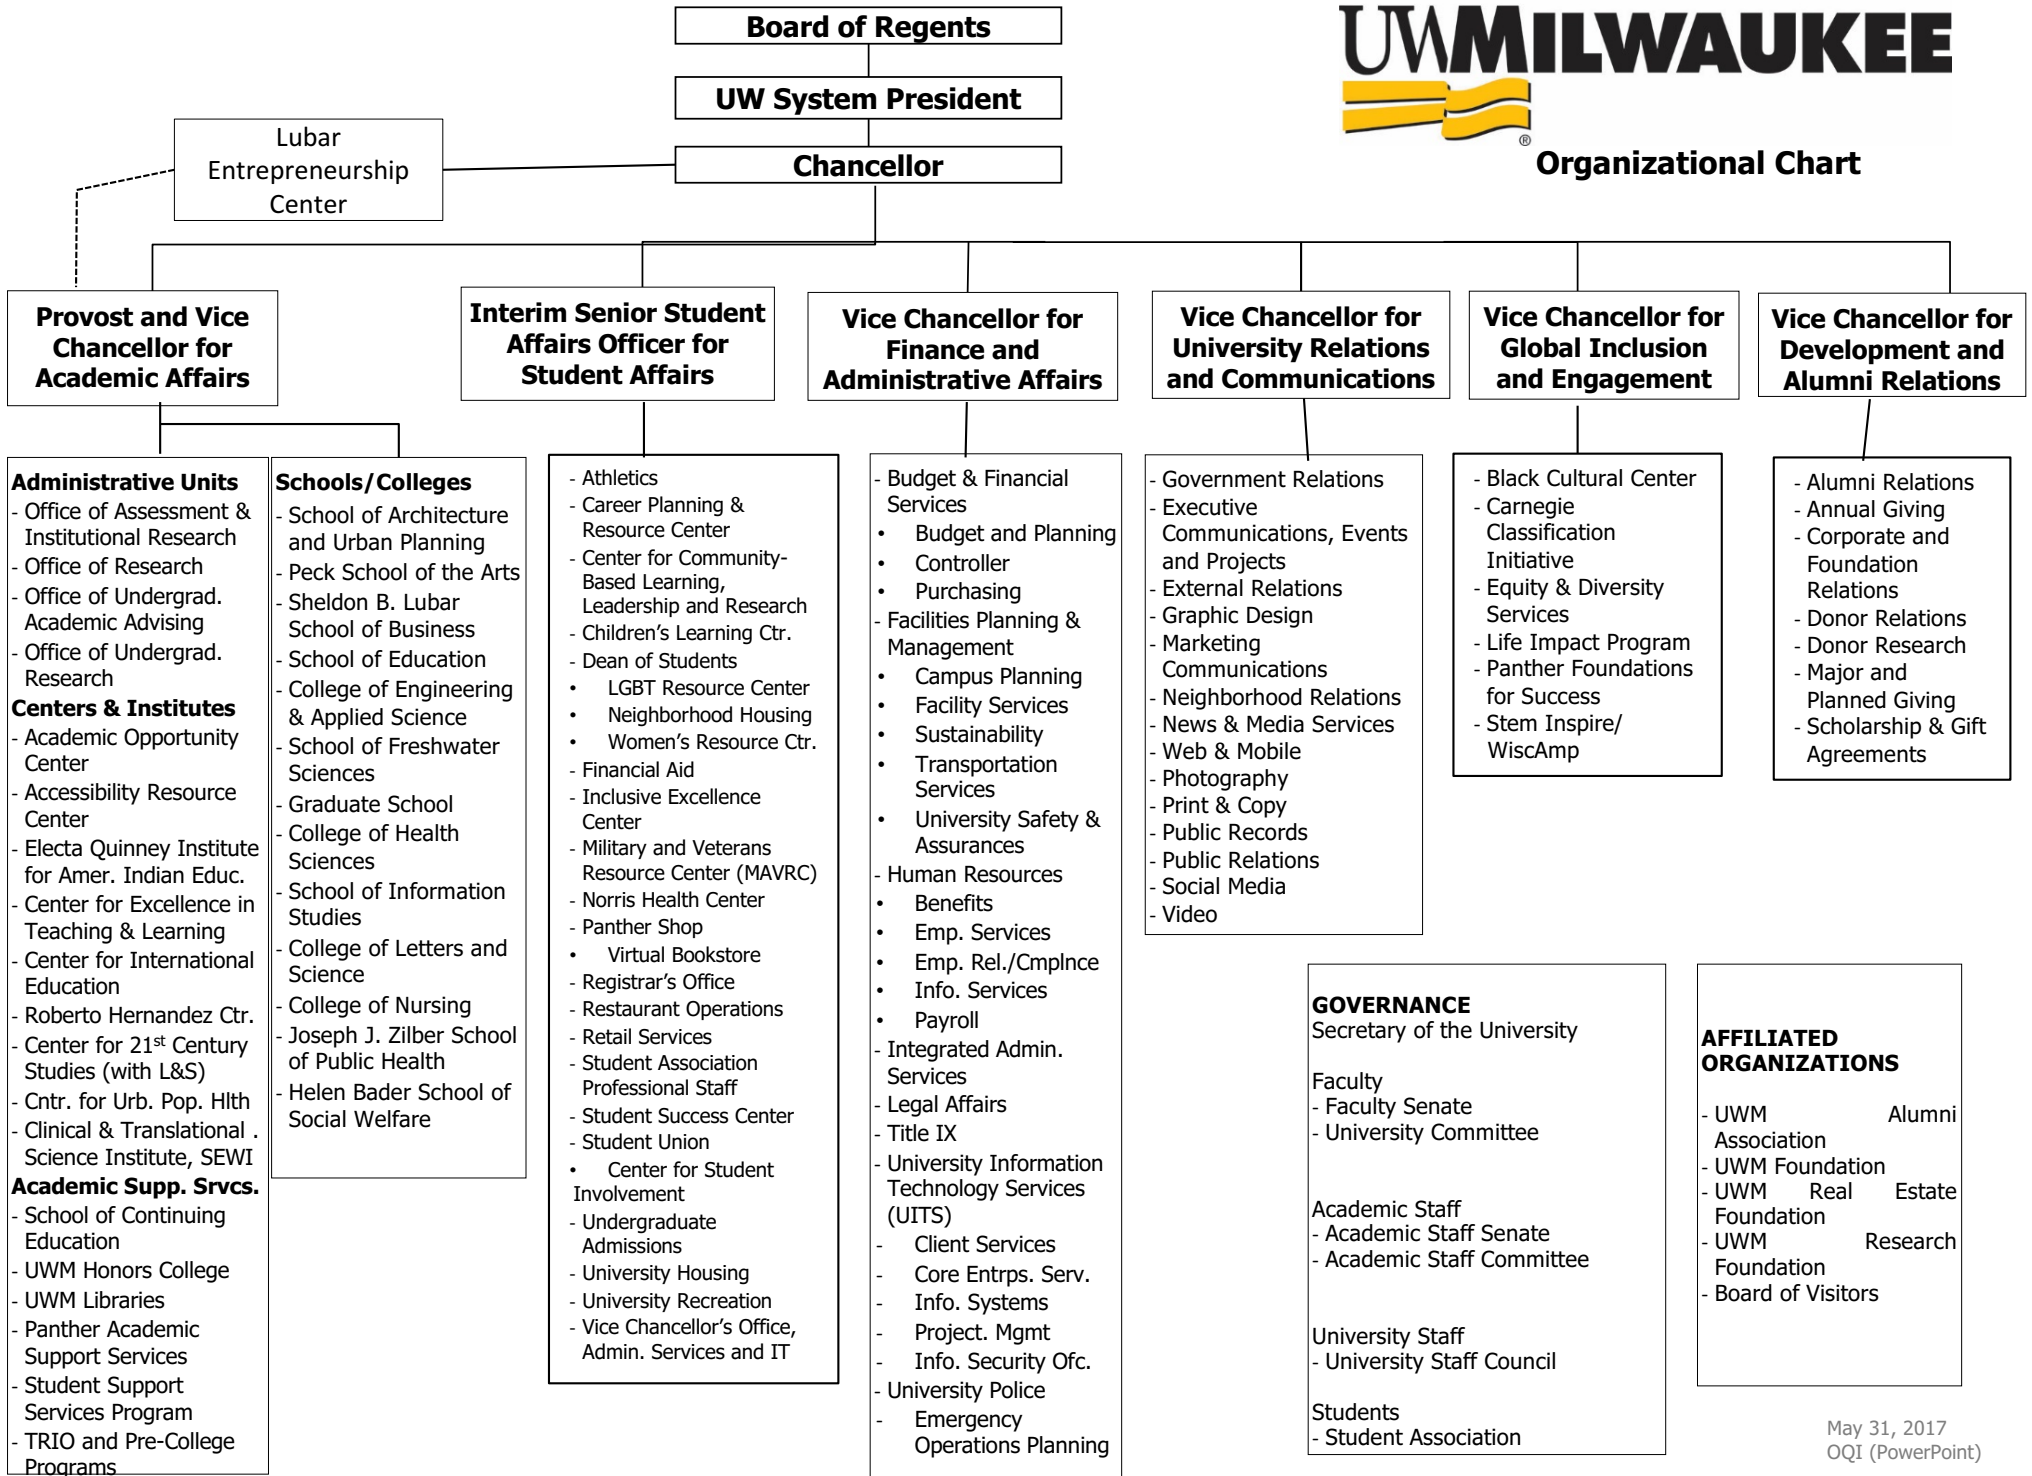 Board of Regents
UW System President
Chancellor
Lubar
Entrepreneurship
Center
UWMILWAUKEE
®
Organizational Chart
Provost and Vice
Chancellor for
Academic Affairs
Interim Senior Student
Affairs Officer for
Student Affairs
Vice Chancellor for
Finance and
Administrative Affairs
Vice Chancellor for
University Relations
and Communications
Vice Chancellor for
Global Inclusion
and Engagement
Vice Chancellor for
Development and
Alumni Relations
Administrative Units
- Office of Assessment &
Institutional Research
- Office of Research
- Office of Undergrad.
Academic Advising
- Office of Undergrad.
Research
Centers & Institutes
- Academic Opportunity
Center
- Accessibility Resource
Center
- Electa Quinney Institute
for Amer. Indian Educ.
- Center for Excellence in
Teaching & Learning
- Center for International
Education
- Roberto Hernandez Ctr.
- Center for 21st Century
Studies (with L&S)
- Cntr. for Urb. Pop. Hlth
- Clinical & Translational .
Science Institute, SEWI
Academic Supp. Srvcs.
- School of Continuing
Education
- UWM Honors College
- UWM Libraries
- Panther Academic
Support Services
- Student Support
Services Program
- TRIO and Pre-College
Programs
Schools/Colleges
- School of Architecture
and Urban Planning
- Peck School of the Arts
- Sheldon B. Lubar
School of Business
- School of Education
- College of Engineering
& Applied Science
- School of Freshwater
Sciences
- Graduate School
- College of Health
Sciences
- School of Information
Studies
- College of Letters and
Science
- College of Nursing
- Joseph J. Zilber School
of Public Health
- Helen Bader School of
Social Welfare
- Athletics
- Career Planning &
Resource Center
- Center for Community-
Based Learning,
Leadership and Research
- Children’s Learning Ctr.
- Dean of Students
• LGBT Resource Center
• Neighborhood Housing
• Women’s Resource Ctr.
- Financial Aid
- Inclusive Excellence
Center
- Military and Veterans
Resource Center (MAVRC)
- Norris Health Center
- Panther Shop
• Virtual Bookstore
- Registrar’s Office
- Restaurant Operations
- Retail Services
- Student Association
Professional Staff
- Student Success Center
- Student Union
• Center for Student
Involvement
- Undergraduate
Admissions
- University Housing
- University Recreation
- Vice Chancellor’s Office,
Admin. Services and IT
- Budget & Financial
Services
• Budget and Planning
• Controller
• Purchasing
- Facilities Planning &
Management
• Campus Planning
• Facility Services
• Sustainability
• Transportation
Services
• University Safety &
Assurances
- Human Resources
• Benefits
• Emp. Services
• Emp. Rel./Cmplnce
• Info. Services
• Payroll
- Integrated Admin.
Services
- Legal Affairs
- Title IX
- University Information
Technology Services
(UITS)
- Client Services
- Core Entrps. Serv.
- Info. Systems
- Project. Mgmt
- Info. Security Ofc.
- University Police
- Emergency
Operations Planning
- Government Relations
- Executive
Communications, Events
and Projects
- External Relations
- Graphic Design
- Marketing
Communications
- Neighborhood Relations
- News & Media Services
- Web & Mobile
- Photography
- Print & Copy
- Public Records
- Public Relations
- Social Media
- Video
- Black Cultural Center
- Carnegie
Classification
Initiative
- Equity & Diversity
Services
- Life Impact Program
- Panther Foundations
for Success
- Stem Inspire/
WiscAmp
- Alumni Relations
- Annual Giving
- Corporate and
Foundation
Relations
- Donor Relations
- Donor Research
- Major and
Planned Giving
- Scholarship & Gift
Agreements
GOVERNANCE
Secretary of the University
Faculty
- Faculty Senate
- University Committee
Academic Staff
- Academic Staff Senate
- Academic Staff Committee
University Staff
- University Staff Council
Students
- Student Association
AFFILIATED
ORGANIZATIONS
- UWM Alumni
Association
- UWM Foundation
- UWM Real Estate
Foundation
- UWM Research
Foundation
- Board of Visitors
May 31, 2017
OQI (PowerPoint)